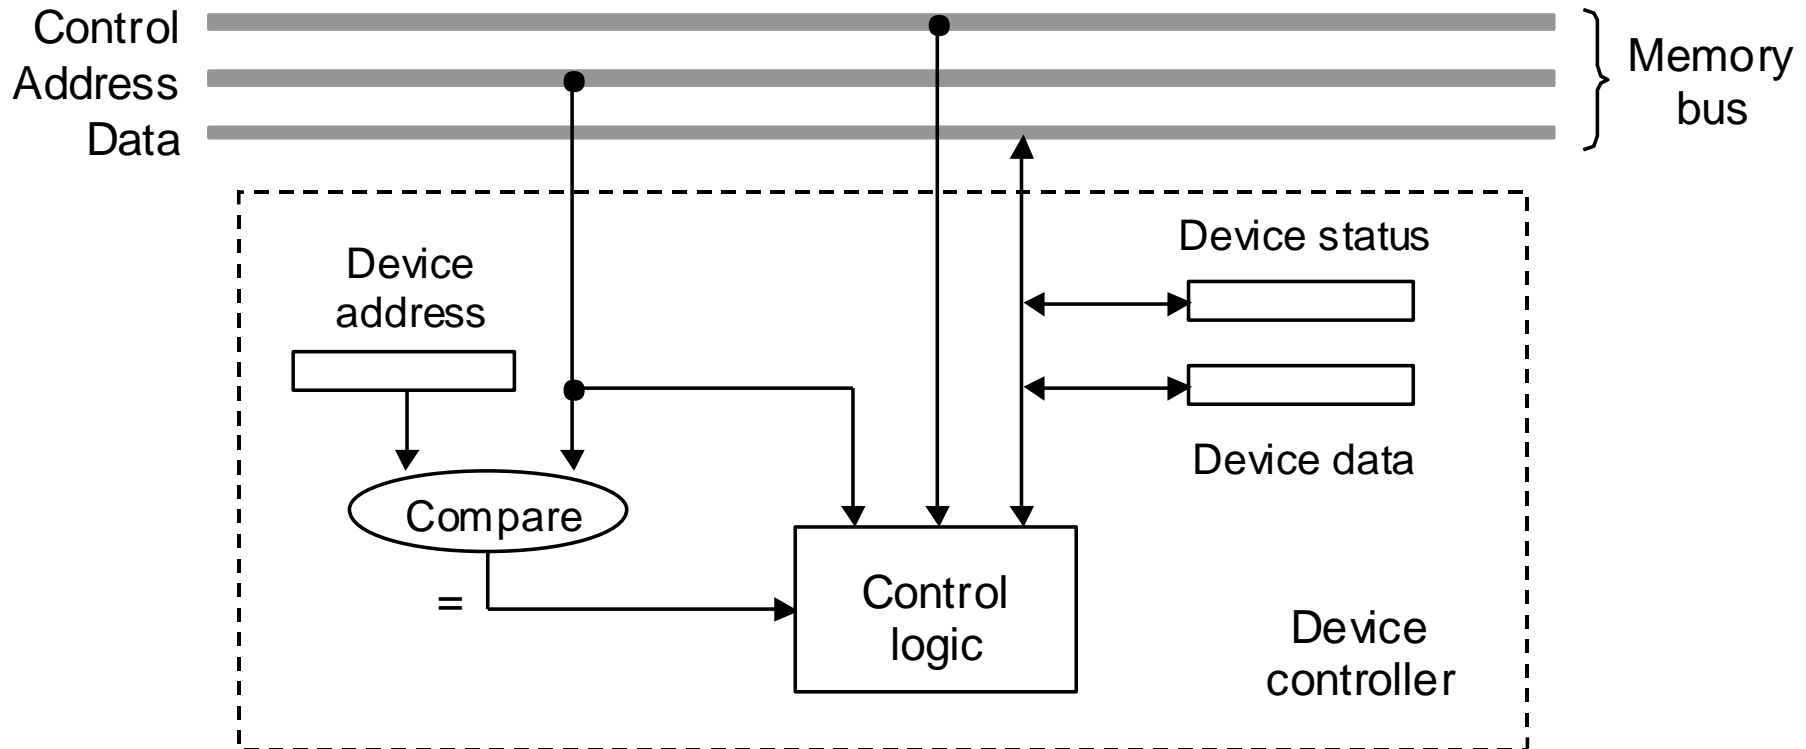 Control
Address
Data
Memory
bus
Device status
Device
address
Device data
Compare
=
Control
logic
Device
controller